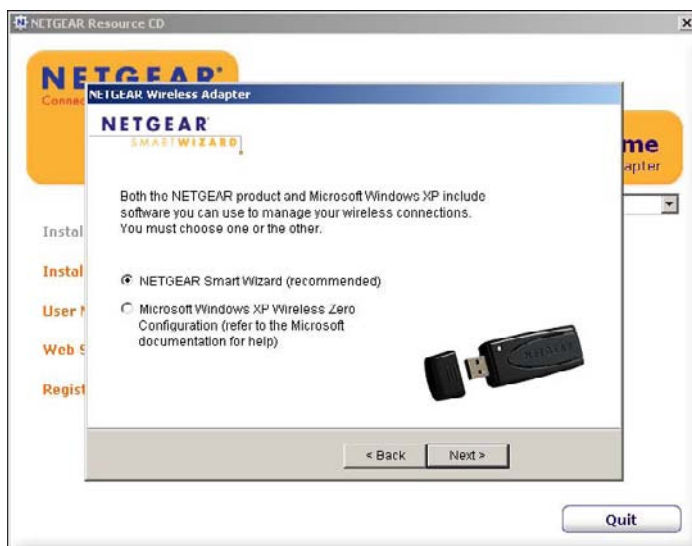 NETGEAR Resource CD
NETGEAR
NETGEAR Wireless Adapter
NETGEAR
SMARTWIZARD
Both the NETGEAR product and Microsoft Windows XP include
software you can use to manage your wireless connections.
You must choose one or the other.
NETGEAR Smart Wizard (recommended)
Microsoft Windows XP Wireless Zero
Configuration (refer to the Microsoft
documentation for help)
NETGEAR
Connec
me
apter
Instal
Instal
User
Web S
Regist
< Back
Next >
Quit